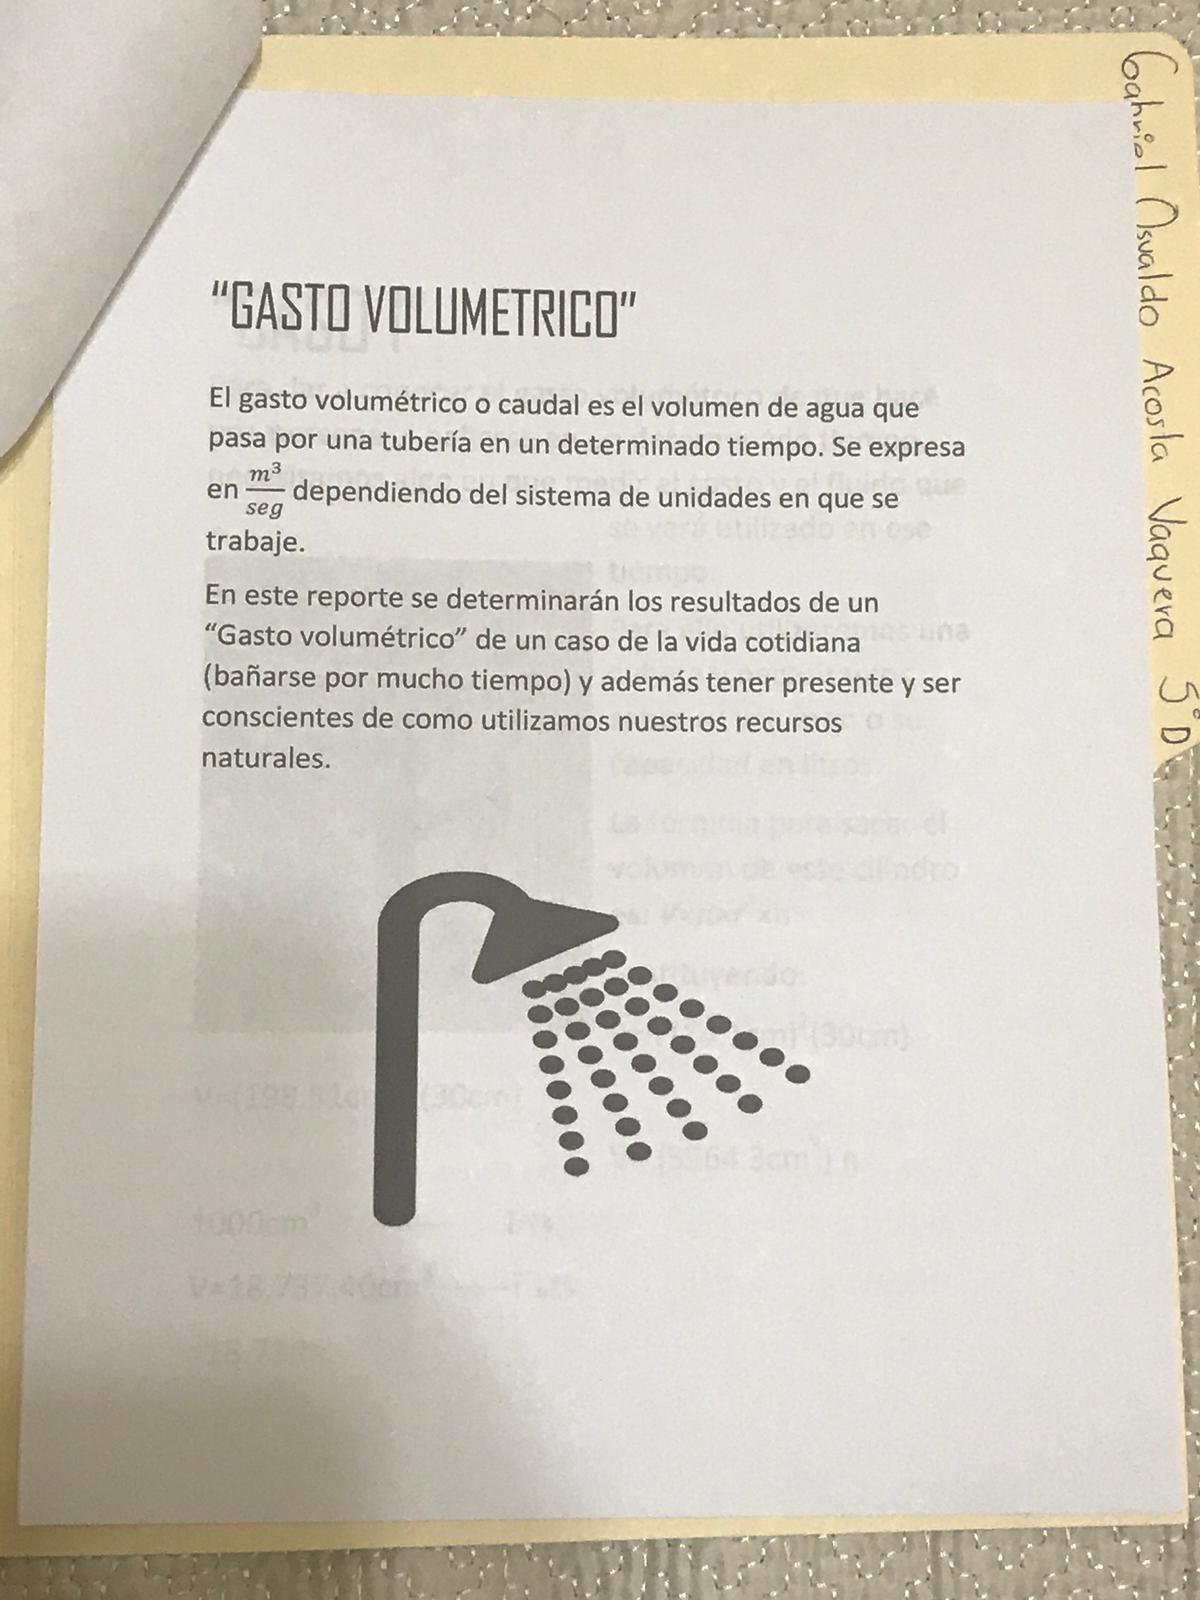 "GASTO VOLUMETRICO"
El gasto volumétrico o caudal es el volumen de agua que
pasa por una tubería en un determinado tiempo. Se expresa
en m³/seg dependiendo del sistema de unidades en que se
trabaje.
En este reporte se determinarán los resultados de un
“Gasto volumétrico” de un caso de la vida cotidiana
(bañarse por mucho tiempo) y además tener presente y ser
conscientes de como utilizamos nuestros recursos
naturales.
Gabriel Osvaldo Acosta Vaquera 5°D